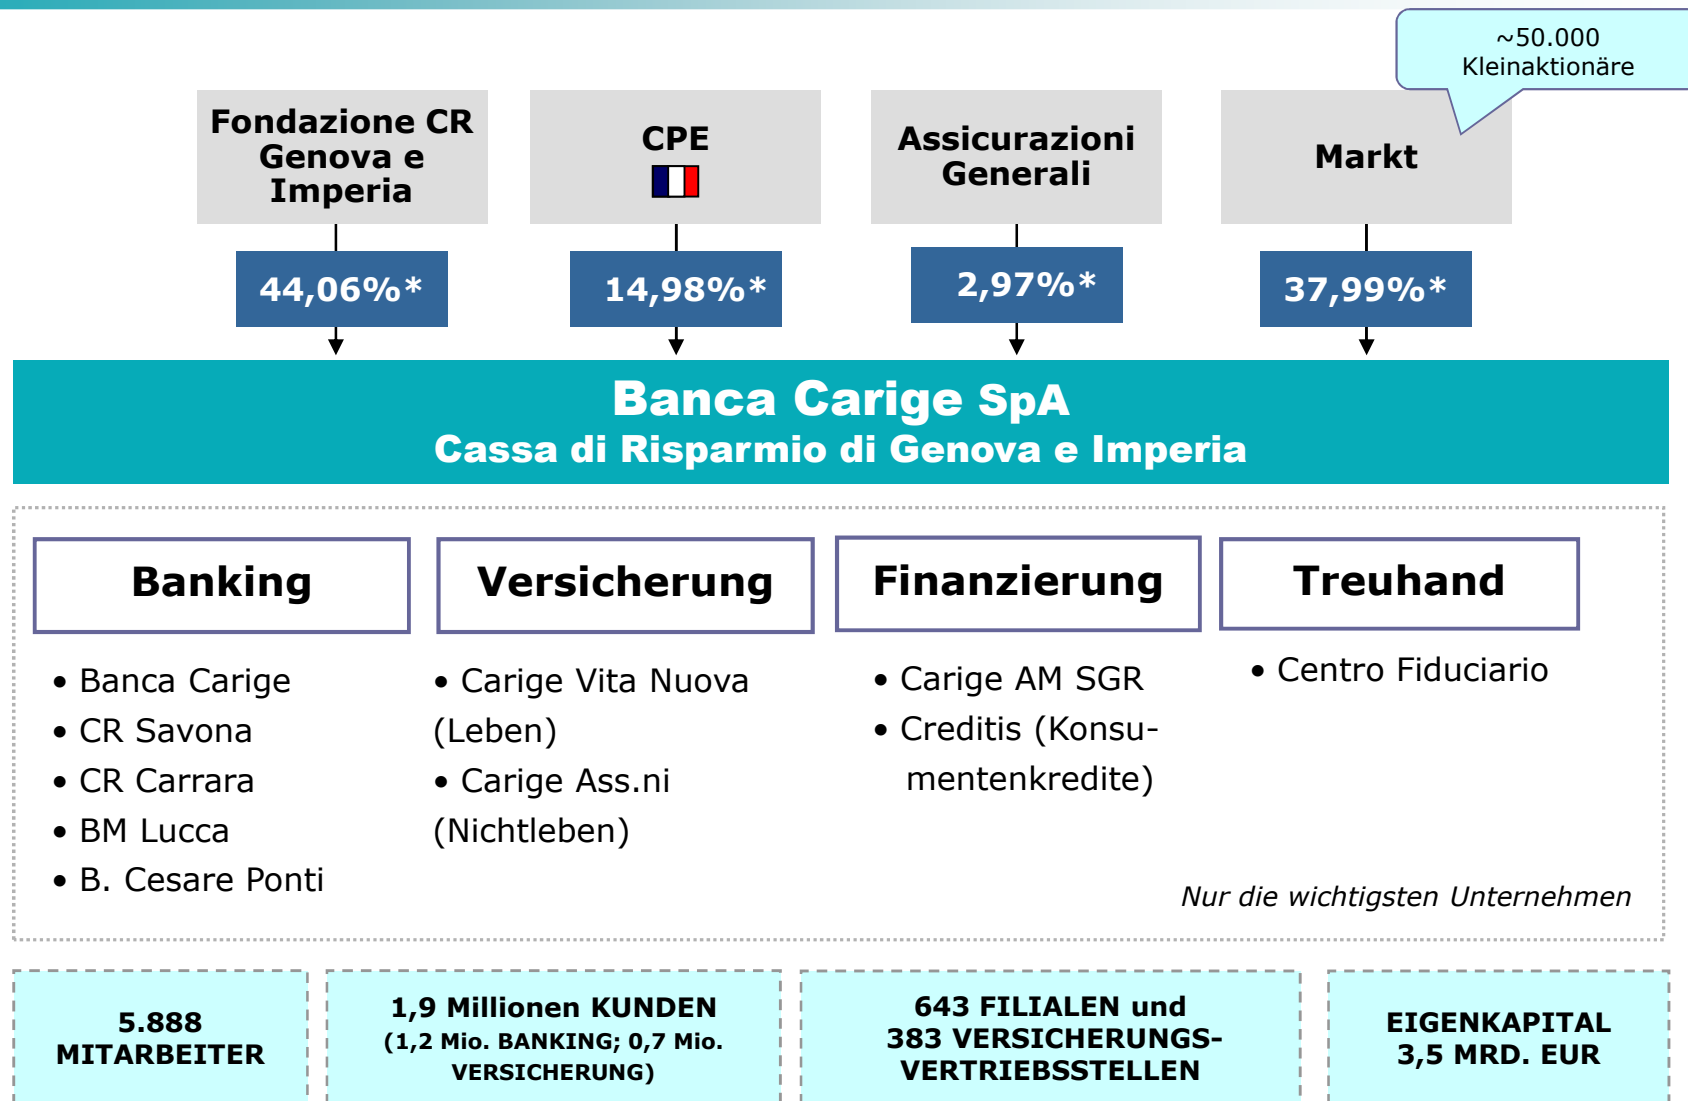 ~50.000
Kleinaktionäre
Fondazione CR
Genova e
Imperia
CPE
Assicurazioni
Generali
Markt
44,06%*
14,98%*
2,97%*
37,99%*
Banca Carige SpA
Cassa di Risparmio di Genova e Imperia
Banking
Versicherung
Finanzierung
Treuhand
• Banca Carige
• CR Savona
• CR Carrara
• BM Lucca
• B. Cesare Ponti
• Carige Vita Nuova
(Leben)
• Carige Ass.ni
(Nichtleben)
• Carige AM SGR
• Creditis (Konsu-
mentenkredite)
• Centro Fiduciario
Nur die wichtigsten Unternehmen
5.888
MITARBEITER
1,9 Millionen KUNDEN
(1,2 Mio. BANKING; 0,7 Mio.
VERSICHERUNG)
643 FILIALEN und
383 VERSICHERUNGS-
VERTRIEBSSTELLEN
EIGENKAPITAL
3,5 MRD. EUR